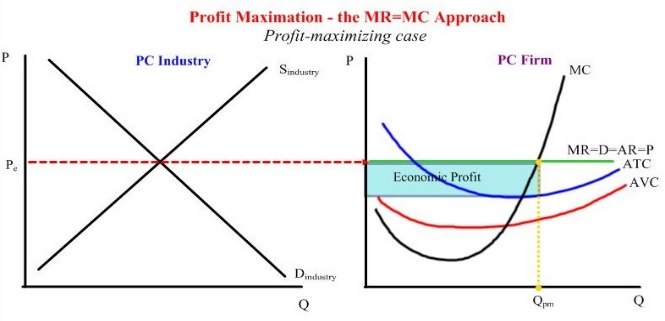 Profit Maximation - the MR=MC Approach
Profit-maximizing case
P
PC Industry
Sindustry
Pe
Dindustry
Q
P
PC Firm
MC
MR=D=AR=P
ATC
Economic Profit
AVC
Qpm
Q